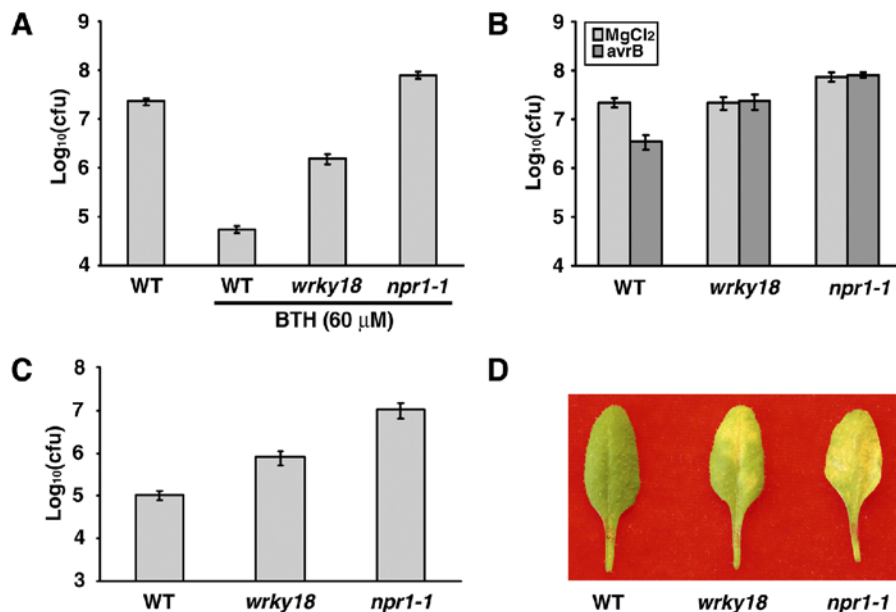 A
9
8
7
6
5
4
Log₁₀(cfu)
WT
WT
wrky18
npr1-1
BTH (60 µM)
B
MgCl₂
avrB
9
8
7
6
5
4
Log₁₀(cfu)
WT
wrky18
npr1-1
C
8
7
6
5
4
3
Log₁₀(cfu)
WT
wrky18
npr1-1
D
WT
wrky18
npr1-1